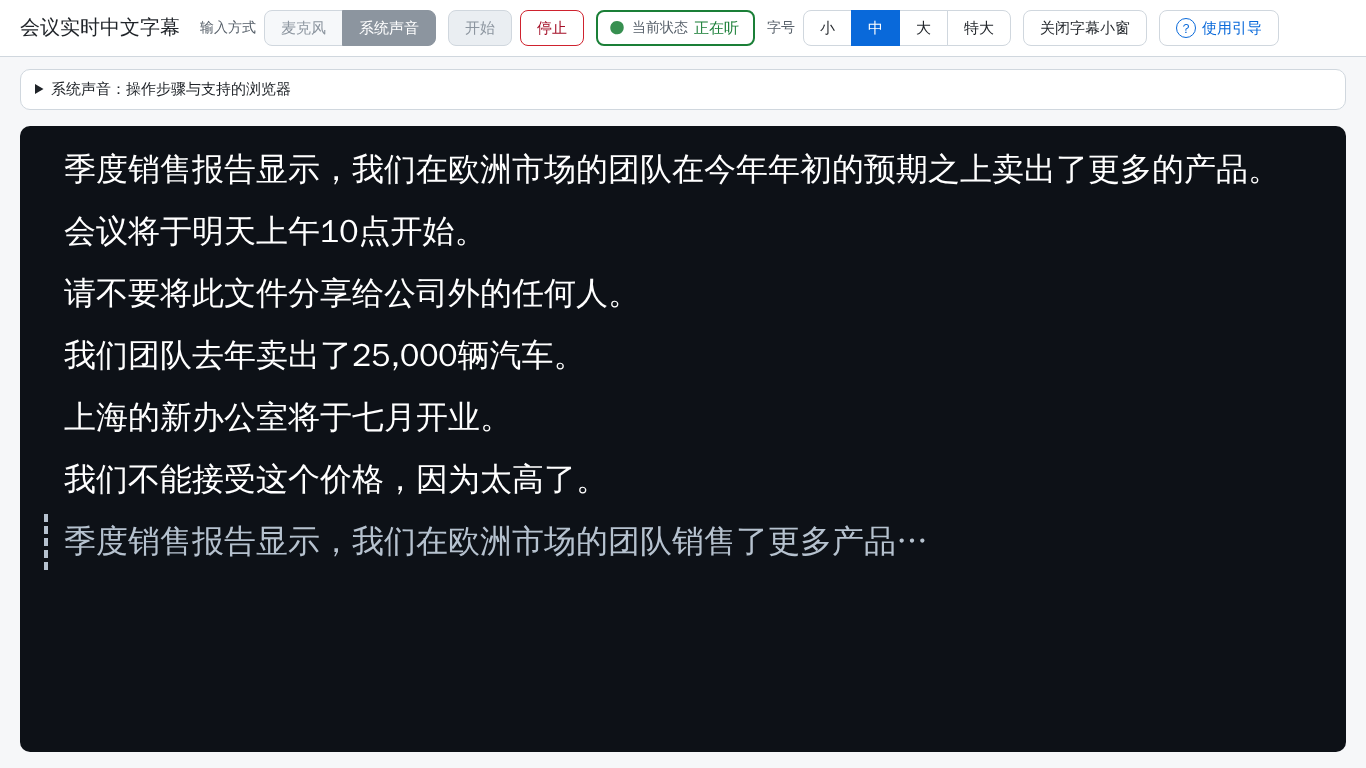 会议实时中文字幕 输入方式 麦克风 系统声音 开始 停止 当前状态 正在听 字号 小 中 大 特大 关闭字幕小窗 ? 使用引导
系统声音：操作步骤与支持的浏览器
季度销售报告显示，我们在欧洲市场的团队在今年年初的预期之上卖出了更多的产品。
会议将于明天上午10点开始。
请不要将此文件分享给公司外的任何人。
我们团队去年卖出了25,000辆汽车。
上海的新办公室将于七月开业。
我们不能接受这个价格，因为太高了。
季度销售报告显示，我们在欧洲市场的团队销售了更多产品…